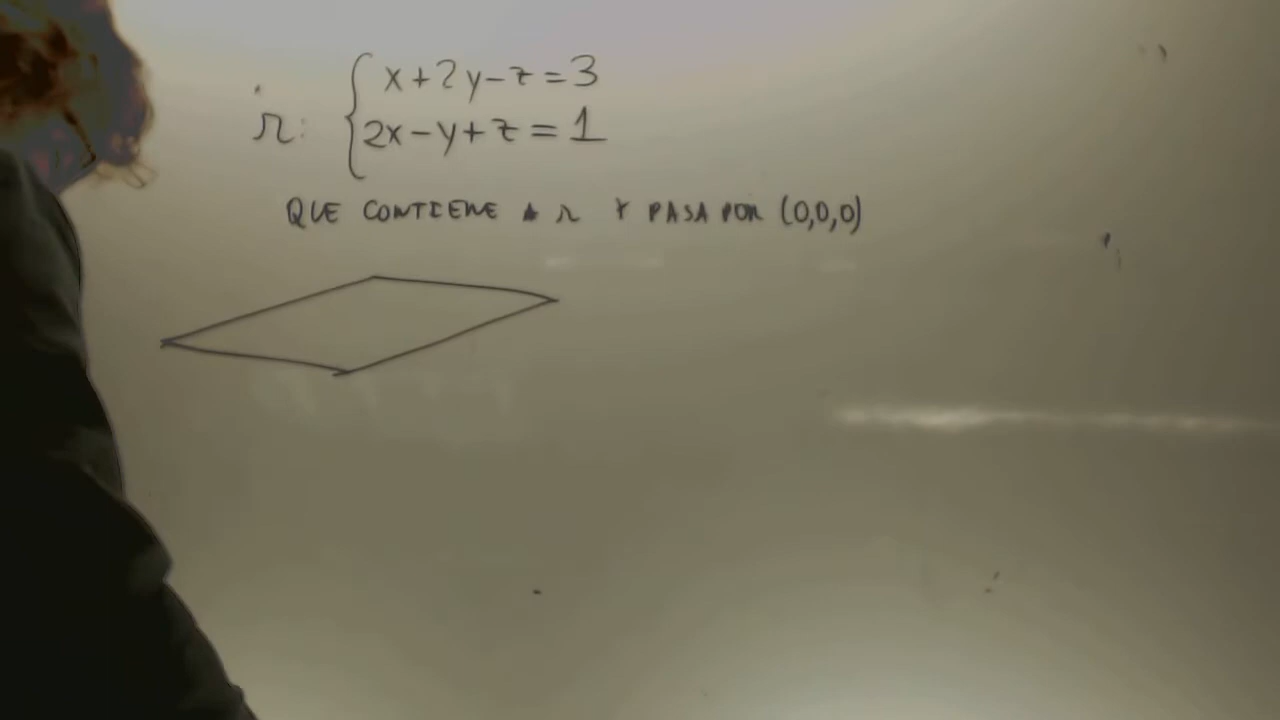 x+2y-z=3
r: 2x-y+z=1
QUE CONTIENE A r Y PASA POR (0,0,0)